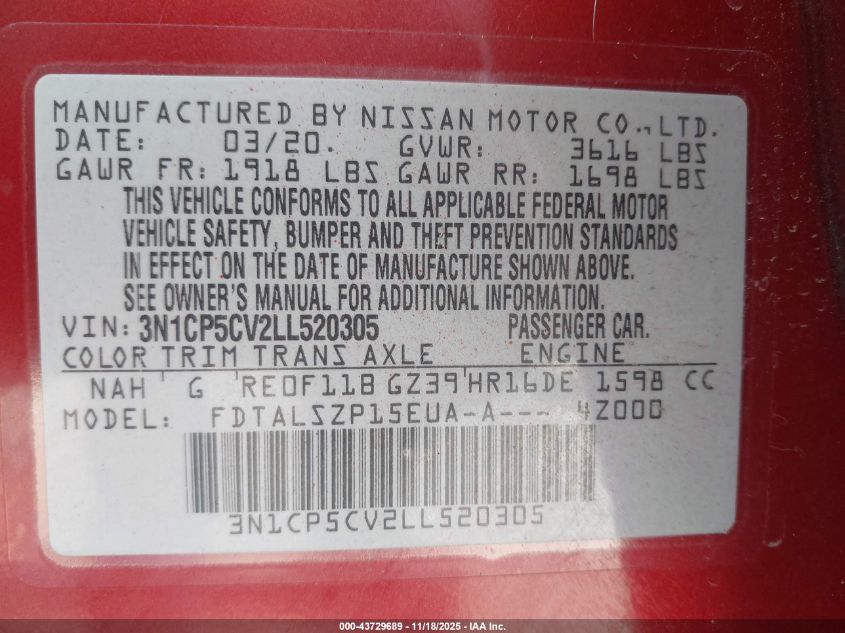 MANUFACTURED BY NISSAN MOTOR CO.,LTD.
DATE: 03/20. GVWR: 3616 LBS
GAWR FR: 1918 LBS GAWR RR: 1698 LBS
THIS VEHICLE CONFORMS TO ALL APPLICABLE FEDERAL MOTOR
VEHICLE SAFETY, BUMPER AND THEFT PREVENTION STANDARDS
IN EFFECT ON THE DATE OF MANUFACTURE SHOWN ABOVE.
SEE OWNER'S MANUAL FOR ADDITIONAL INFORMATION.
VIN: 3N1CP5CV2LL520305 PASSENGER CAR.
COLOR TRIM TRANS AXLE ENGINE
NAH ' G ' RE0F11B GZ39 ' HR16DE 1598 CC
MODEL: FDTALSZP15EUA-A--- 4Z000
3N1CP5CV2LL520305
000-43729689 - 11/18/2025 - IAA Inc.